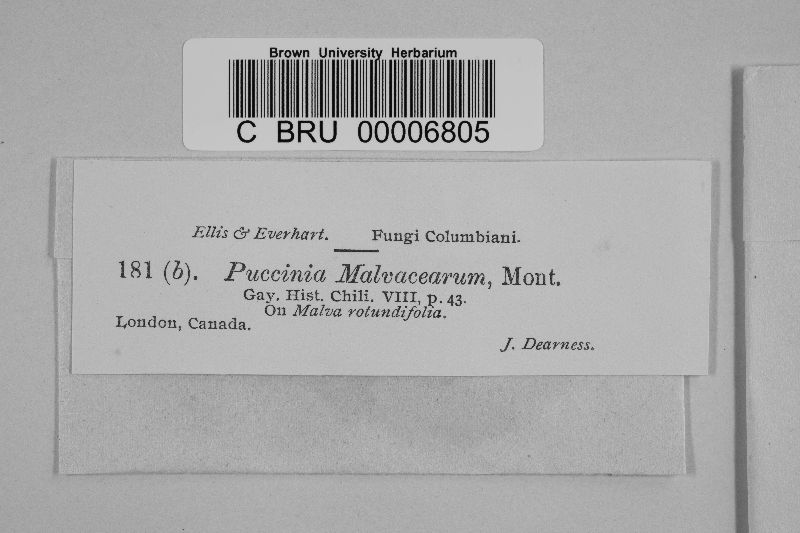 Brown University Herbarium
C BRU 00006805
Ellis & Everhart. Fungi Columbiani.
181 (b). Puccinia Malvacearum, Mont.
Gay. Hist. Chili. VIII, p. 43.
On Malva rotundifolia.
London, Canada.
J. Dearness.